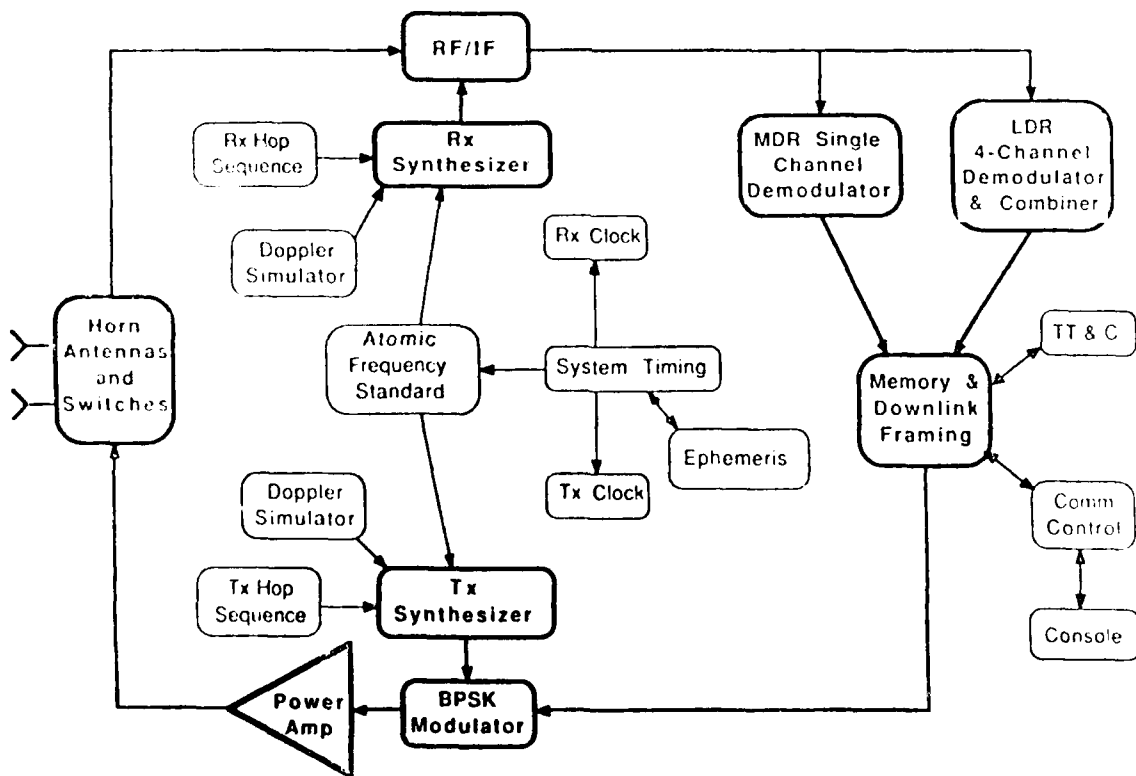 RF/IF
Rx Hop
Sequence
Rx
Synthesizer
MDR Single
Channel
Demodulator
LDR
4-Channel
Demodulator
& Combiner
Doppler
Simulator
Rx Clock
Horn
Antennas
and
Switches
Atomic
Frequency
Standard
System Timing
TT & C
Memory &
Downlink
Framing
Ephemeris
Doppler
Simulator
Tx Clock
Comm
Control
Tx Hop
Sequence
Tx
Synthesizer
Console
Power
Amp
BPSK
Modulator